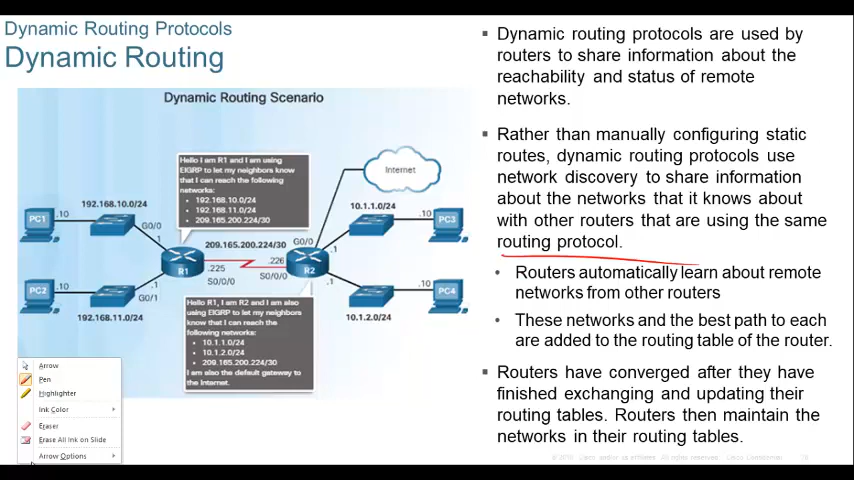 Dynamic Routing Protocols
Dynamic Routing
Dynamic Routing Scenario
Hello I am R1 and I am using
EIGRP to let my neighbors know
that I can reach the following
networks:
• 192.168.10.0/24
• 192.168.11.0/24
• 209.165.200.224/30
Internet
192.168.10.0/24
10.1.1.0/24
PC1
.10
G0/0
.1
209.165.200.224/30
G0/0
.1
.10
PC3
R1
.225
S0/0
.226
R2
PC2
.10
.1
G0/1
192.168.11.0/24
.1
.10
PC4
10.1.2.0/24
Hello R1, I am R2 and I am also
using EIGRP to let my neighbors
know that I can reach the
following networks:
• 10.1.1.0/24
• 10.1.2.0/24
• 209.165.200.224/30
I am also the default gateway to
the Internet.
Arrow
Pen
Highlighter
Ink Color
Eraser
Erase All Ink on Slide
Arrow Options
▪ Dynamic routing protocols are used by
routers to share information about the
reachability and status of remote
networks.
▪ Rather than manually configuring static
routes, dynamic routing protocols use
network discovery to share information
about the networks that it knows about
with other routers that are using the same
routing protocol.
• Routers automatically learn about remote
networks from other routers
• These networks and the best path to each
are added to the routing table of the router.
▪ Routers have converged after they have
finished exchanging and updating their
routing tables. Routers then maintain the
networks in their routing tables.